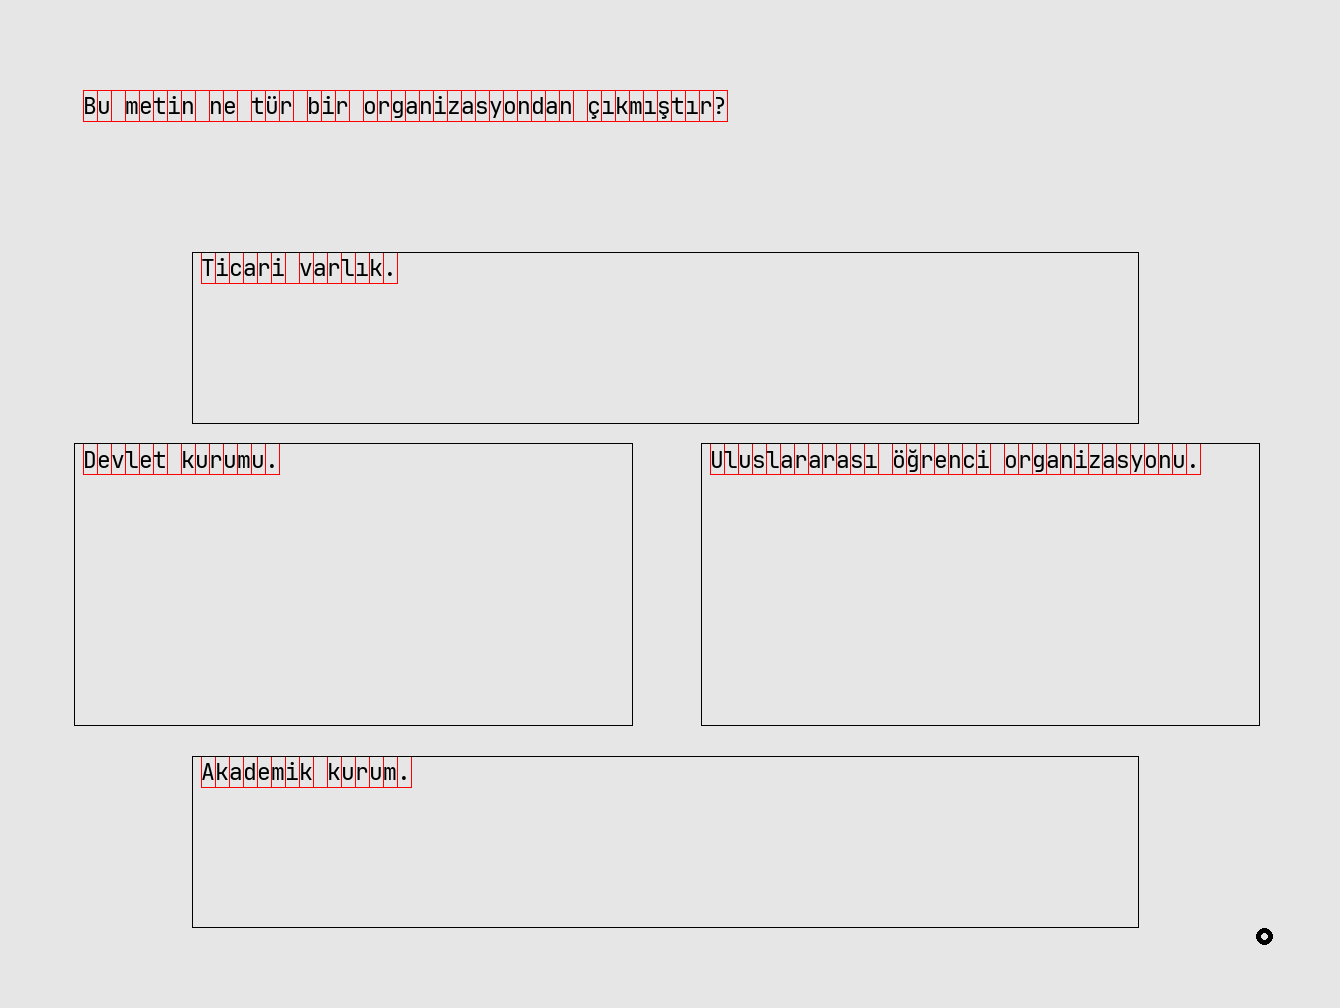 Bu metin ne tür bir organizasyondan çıkmıştır?
Ticari varlık.
Devlet kurumu.
Uluslararası öğrenci organizasyonu.
Akademik kurum.